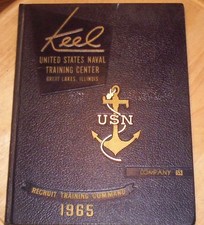 Keel
UNITED STATES NAVAL
TRAINING CENTER
GREAT LAKES, ILLINOIS
USN
COMPANY
RECRUIT TRAINING COMMAND
1965